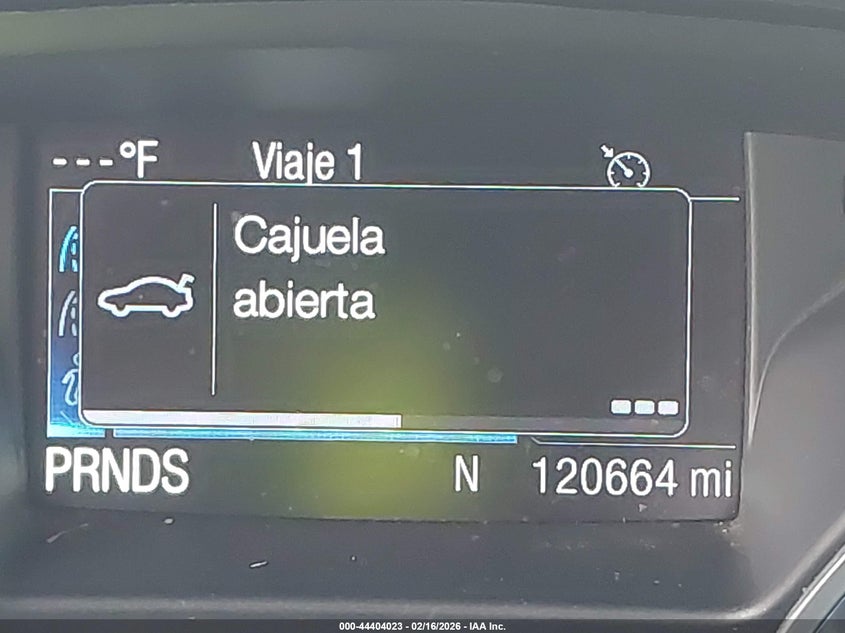 ---°F Viaje 1
Cajuela
abierta
PRNDS N 120664 mi
000-44404023 - 02/16/2026 - IAA Inc.